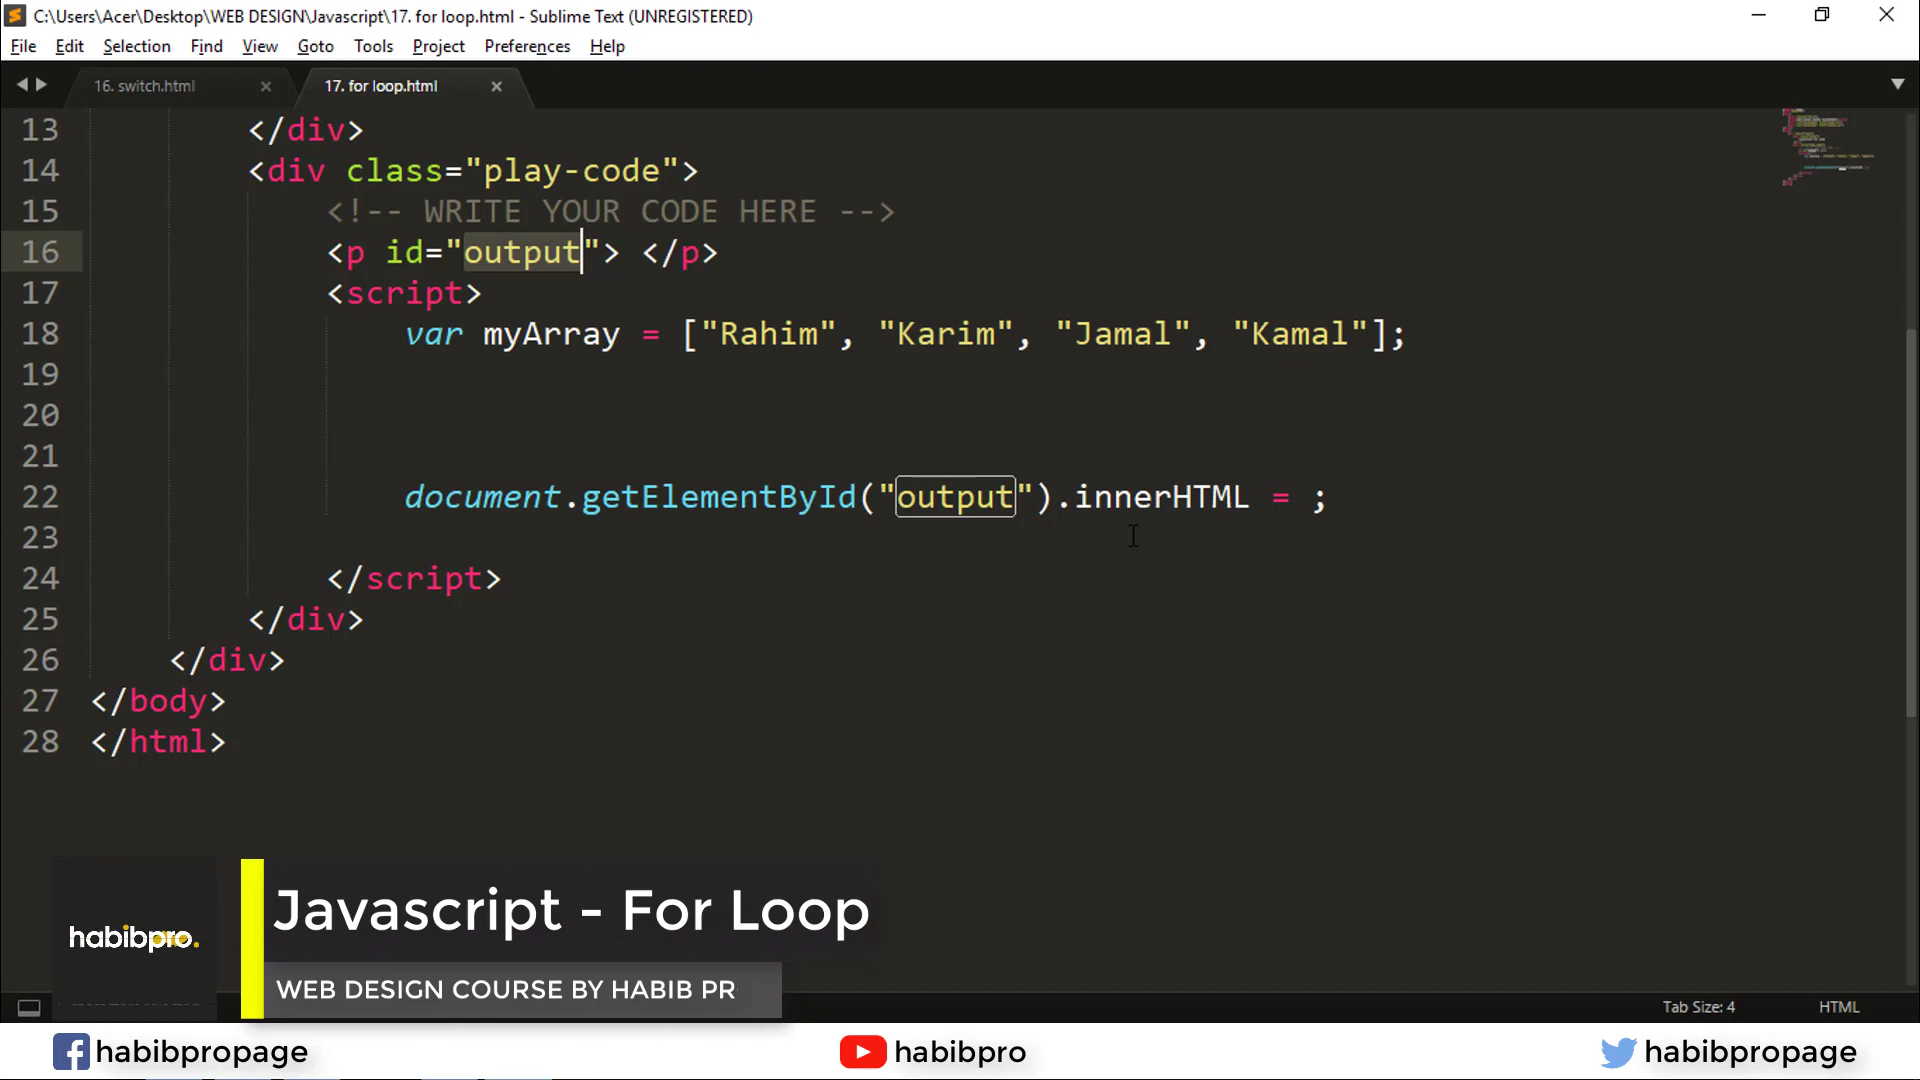 C:\Users\Acer\Desktop\WEB DESIGN\Javascript\17. for loop.html - Sublime Text (UNREGISTERED)
File Edit Selection Find View Goto Tools Project Preferences Help
16. switch.html 17. for loop.html
13 </div>
14 <div class="play-code">
15 <!-- WRITE YOUR CODE HERE -->
16 <p id="output"> </p>
17 <script>
18 var myArray = ["Rahim", "Karim", "Jamal", "Kamal"];
19
20
21
22 document.getElementById("output").innerHTML = ;
23
24 </script>
25 </div>
26 </div>
27 </body>
28 </html>
habibpro.
Javascript - For Loop
WEB DESIGN COURSE BY HABIB PR
Tab Size: 4 HTML
habibpropage habibpro habibpropage